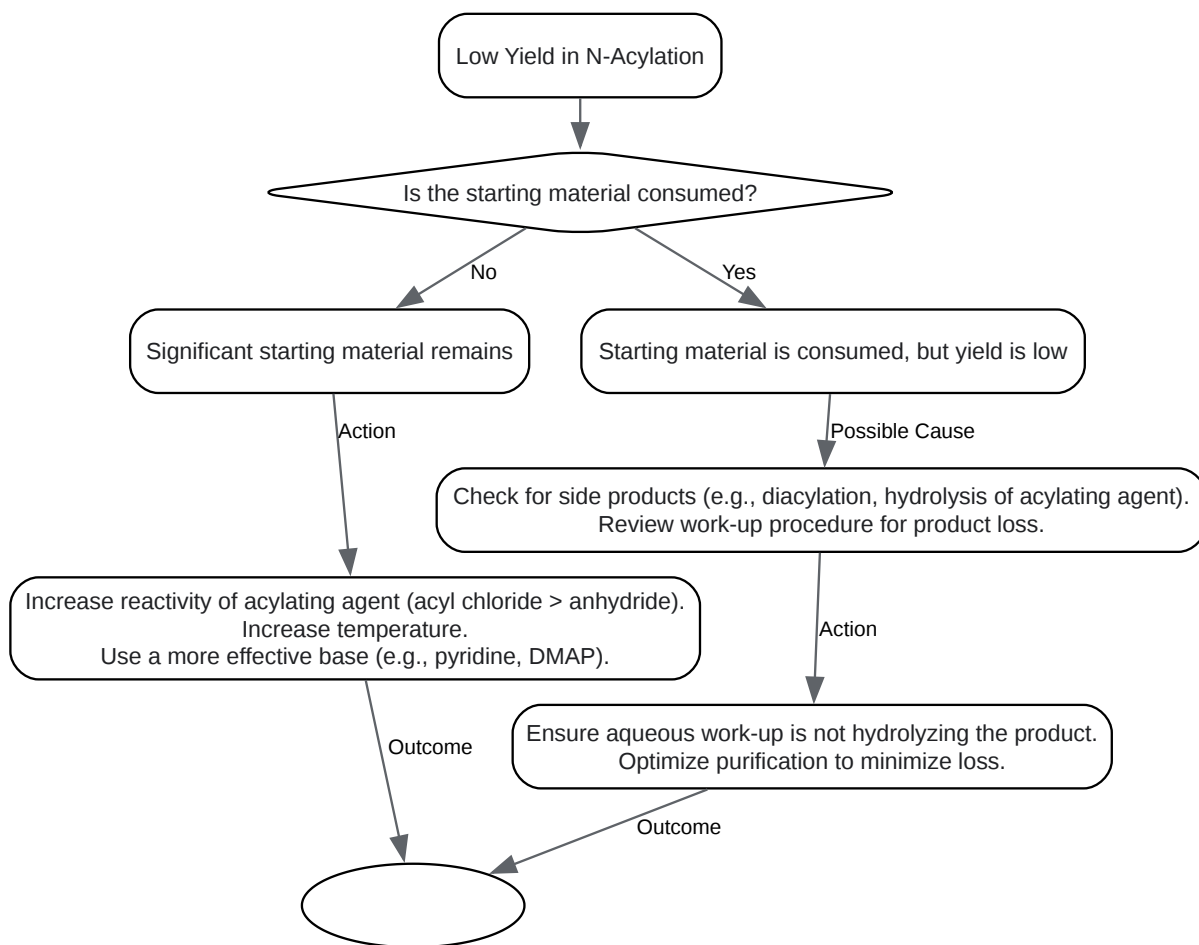 Low Yield in N-Acylation
Is the starting material consumed?
No
Yes
Significant starting material remains
Starting material is consumed, but yield is low
Action
Possible Cause
Check for side products (e.g., diacylation, hydrolysis of acylating agent).
Review work-up procedure for product loss.
Increase reactivity of acylating agent (acyl chloride > anhydride).
Increase temperature.
Use a more effective base (e.g., pyridine, DMAP).
Action
Ensure aqueous work-up is not hydrolyzing the product.
Optimize purification to minimize loss.
Outcome
Outcome